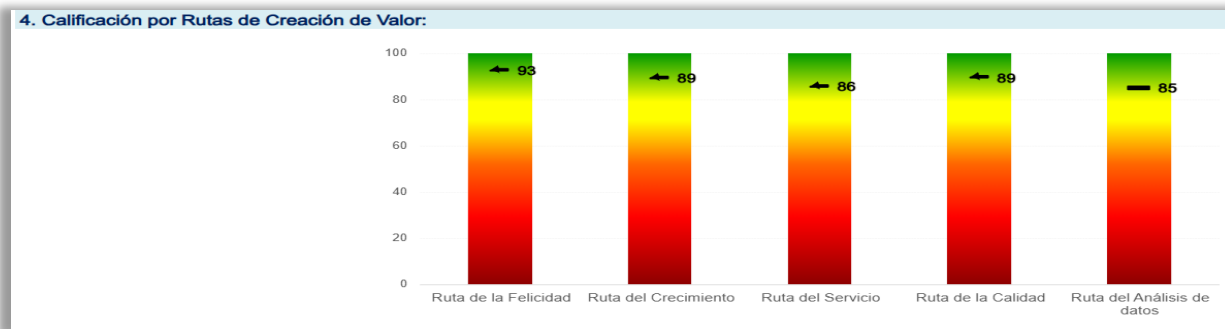 4. Calificación por Rutas de Creación de Valor:
100
80
60
40
20
0
93
89
86
89
85
Ruta de la Felicidad
Ruta del Crecimiento
Ruta del Servicio
Ruta de la Calidad
Ruta del Análisis de
datos